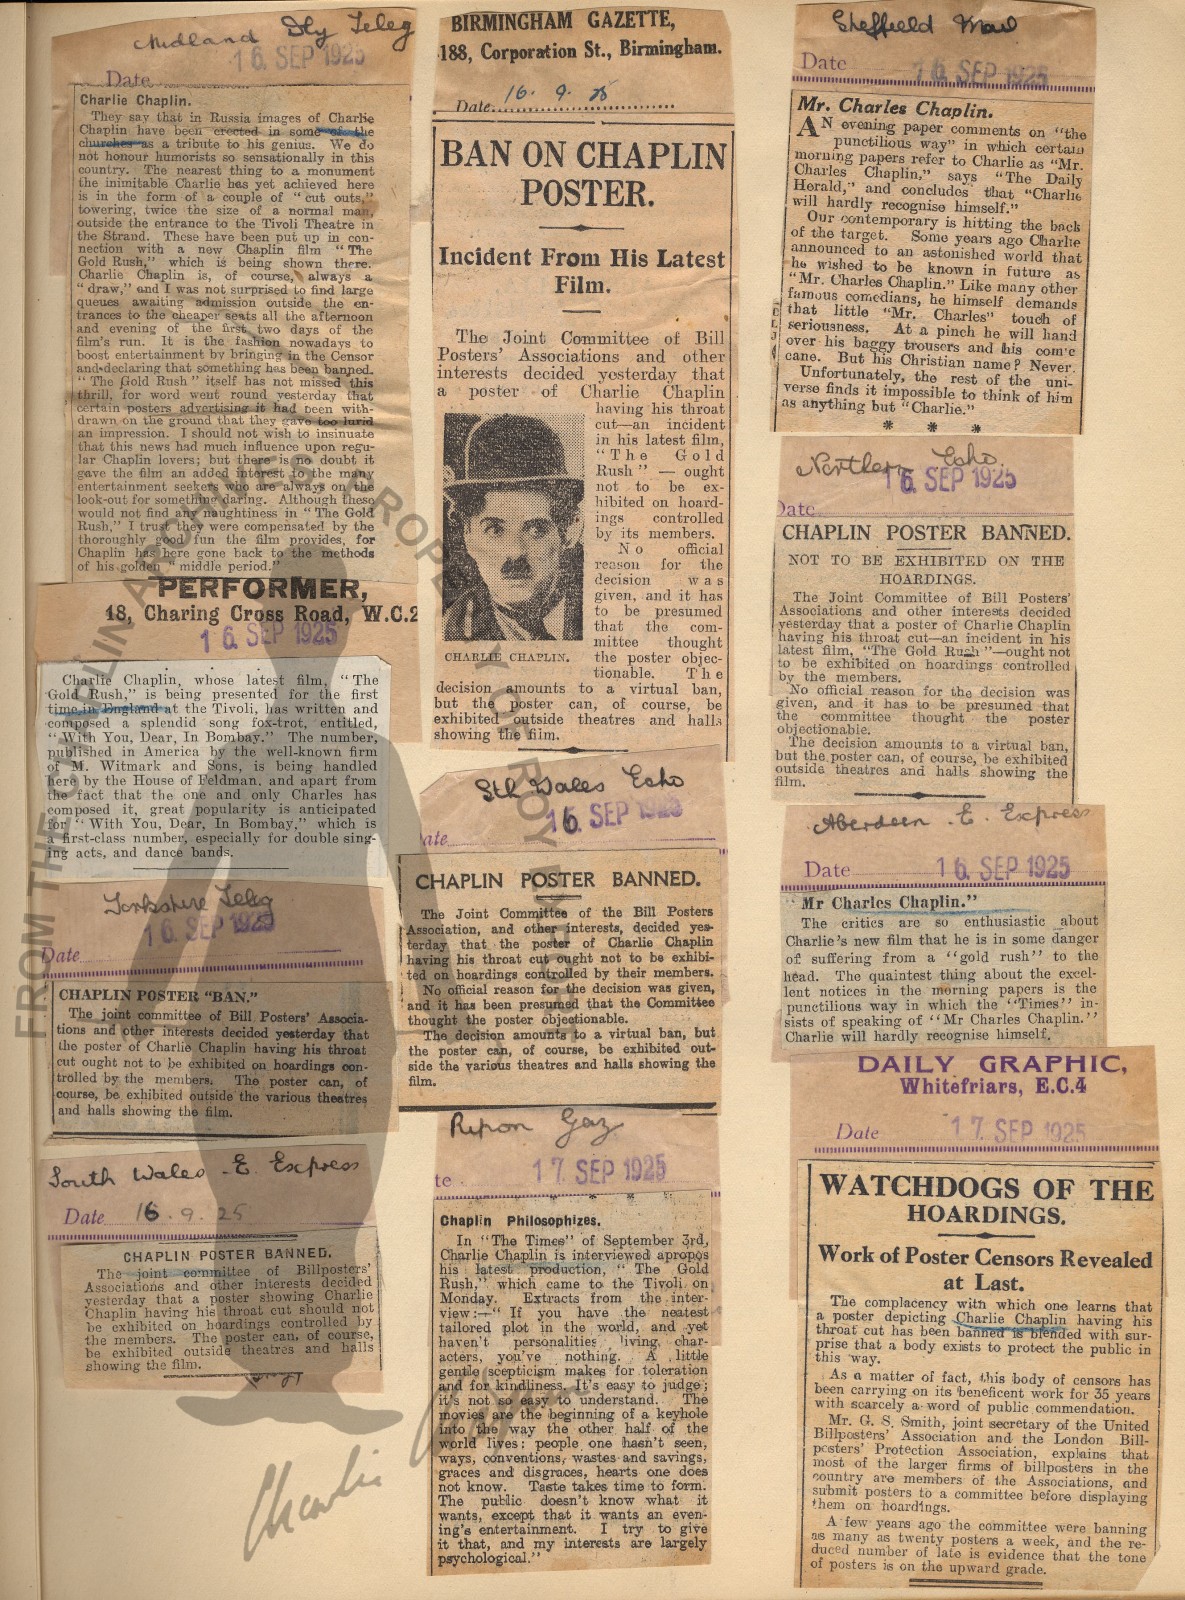 Midland Dly Teleg
16 SEP 1925
Date
Charlie Chaplin.
They say that in Russia images of Charlie
Chaplin have been erected in some of the
churches as a tribute to his genius. We do
not honour humorists so sensationally in this
country. The nearest thing to a monument
the inimitable Charlie has yet achieved here
is in the form of a couple of "cut outs,"
towering, twice the size of a normal man,
outside the entrance to the Tivoli Theatre in
the Strand. These have been put up in con-
nection with a new Chaplin film "The
Gold Rush," which is being shown there.
Charlie Chaplin is, of course, always a
"draw," and I was not surprised to find large
queues awaiting admission outside the en-
trances to the cheaper seats all the afternoon
and evening of the first two days of the
film's run. It is the fashion nowadays to
boost entertainment by bringing in the Censor
and declaring that something has been banned.
"The Gold Rush" itself has not missed this
thrill, for word went round yesterday that
certain posters advertising it had been with-
drawn on the ground that they gave too lurid
an impression. I should not wish to insinuate
that this news had much influence upon regu-
lar Chaplin lovers; but there is no doubt it
gave the film an added interest to the many
entertainment seekers who are always on the
look-out for something daring. Although these
would not find any naughtiness in "The Gold
Rush," I trust they were compensated by the
thoroughly good fun the film provides, for
Chaplin has here gone back to the methods
of his golden "middle period."
PERFORMER,
18, Charing Cross Road, W.C.2
16 SEP 1925
Charlie Chaplin, whose latest film, "The
Gold Rush," is being presented for the first
time in England at the Tivoli, has written and
composed a splendid song fox-trot, entitled,
"With You, Dear, In Bombay." The number,
published in America by the well-known firm
of M. Witmark and Sons, is being handled
here by the House of Feldman, and apart from
the fact that the one and only Charles has
composed it, great popularity is anticipated
for "With You, Dear, In Bombay," which is
a first-class number, especially for double sing-
ing acts, and dance bands.
Yorkshire Teleg
16 SEP 1925
Date
CHAPLIN POSTER "BAN."
The joint committee of Bill Posters' Associa-
tions and other interests decided yesterday that
the poster of Charlie Chaplin having his throat
cut ought not to be exhibited on hoardings con-
trolled by the members. The poster can, of
course, be exhibited outside the various theatres
and halls showing the film.
South Wales E. Express
Date 16.9.25
CHAPLIN POSTER BANNED.
The joint committee of Billposters'
Associations and other interests decided
yesterday that a poster showing Charlie
Chaplin having his throat cut should not
be exhibited on hoardings controlled by
the members. The poster can, of course,
be exhibited outside theatres and halls
showing the film.
BIRMINGHAM GAZETTE,
188, Corporation St., Birmingham.
Date 16. 9. 25
BAN ON CHAPLIN
POSTER.
Incident From His Latest
Film.
The Joint Committee of Bill
Posters' Associations and other
interests decided yesterday that
a poster of Charlie Chaplin
having his throat
cut—an incident
in his latest film,
"The Gold
Rush" — ought
not to be ex-
hibited on hoard-
ings controlled
by its members.
No official
reason for the
decision was
given, and it has
to be presumed
that the com-
mittee thought
the poster objec-
tionable. The
CHARLIE CHAPLIN.
decision amounts to a virtual ban,
but the poster can, of course, be
exhibited outside theatres and halls
showing the film.
Sth Wales Echo
16 SEP 1925
ate
CHAPLIN POSTER BANNED.
The Joint Committee of the Bill Posters
Association, and other interests, decided yes-
terday that the poster of Charlie Chaplin
having his throat cut ought not to be exhibi-
ted on hoardings controlled by their members.
No official reason for the decision was given,
and it has been presumed that the Committee
thought the poster objectionable.
The decision amounts to a virtual ban, but
the poster can, of course, be exhibited out-
side the various theatres and halls showing the
film.
Ripon Gaz
17 SEP 1925
te
Chaplin Philosophizes.
In "The Times" of September 3rd,
Charlie Chaplin is interviewed apropos
his latest production, "The Gold
Rush," which came to the Tivoli on
Monday. Extracts from the inter-
view:—"If you have the neatest
tailored plot in the world, and yet
haven't personalities living, char-
acters, you've nothing. A little
gentle scepticism makes for toleration
and for kindliness. It's easy to judge;
it's not so easy to understand. The
movies are the beginning of a keyhole
into the way the other half of the
world lives: people one hasn't seen,
ways, conventions, wastes and savings,
graces and disgraces, hearts one does
not know. Taste takes time to form.
The public doesn't know what it
wants, except that it wants an even-
ing's entertainment. I try to give
it that, and my interests are largely
psychological."
Sheffield Mail
Date 16 SEP 1925
Mr. Charles Chaplin.
AN evening paper comments on "the
punctilious way" in which certain
morning papers refer to Charlie as "Mr.
Charles Chaplin," says "The Daily
Herald," and concludes that "Charlie
will hardly recognise himself."
Our contemporary is hitting the back
of the target. Some years ago Charlie
announced to an astonished world that
he wished to be known in future as
"Mr. Charles Chaplin." Like many other
famous comedians, he himself demands
that little "Mr. Charles" touch of
seriousness. At a pinch he will hand
over his baggy trousers and his comic
cane. But his Christian name? Never.
Unfortunately, the rest of the uni-
verse finds it impossible to think of him
as anything but "Charlie."
* * *
Northern Echo.
16 SEP 1925
Date
CHAPLIN POSTER BANNED.
NOT TO BE EXHIBITED ON THE
HOARDINGS.
The Joint Committee of Bill Posters'
Associations and other interests decided
yesterday that a poster of Charlie Chaplin
having his throat cut—an incident in his
latest film, "The Gold Rush"—ought not
to be exhibited on hoardings controlled
by the members.
No official reason for the decision was
given, and it has to be presumed that
the committee thought the poster
objectionable.
The decision amounts to a virtual ban,
but the poster can, of course, be exhibited
outside theatres and halls showing the
film.
Aberdeen E. Express
Date 16 SEP 1925
"Mr Charles Chaplin."
The critics are so enthusiastic about
Charlie's new film that he is in some danger
of suffering from a "gold rush" to the
head. The quaintest thing about the excel-
lent notices in the morning papers is the
punctilious way in which the "Times" in-
sists of speaking of "Mr Charles Chaplin."
Charlie will hardly recognise himself.
DAILY GRAPHIC,
Whitefriars, E.C.4
Date 17 SEP 1925
WATCHDOGS OF THE
HOARDINGS.
Work of Poster Censors Revealed
at Last.
The complacency with which one learns that
a poster depicting Charlie Chaplin having his
throat cut has been banned is blended with sur-
prise that a body exists to protect the public in
this way.
As a matter of fact, this body of censors has
been carrying on its beneficent work for 35 years
with scarcely a word of public commendation.
Mr. G. S. Smith, joint secretary of the United
Billposters' Association and the London Bill-
posters' Protection Association, explains that
most of the larger firms of billposters in the
country are members of the Associations, and
submit posters to a committee before displaying
them on hoardings.
A few years ago the committee were banning
as many as twenty posters a week, and the re-
duced number of late is evidence that the tone
of posters is on the upward grade.
FROM THE CHAPLIN ARCHIVES PROPERTY OF ROY EXPORT
Charlie Chaplin